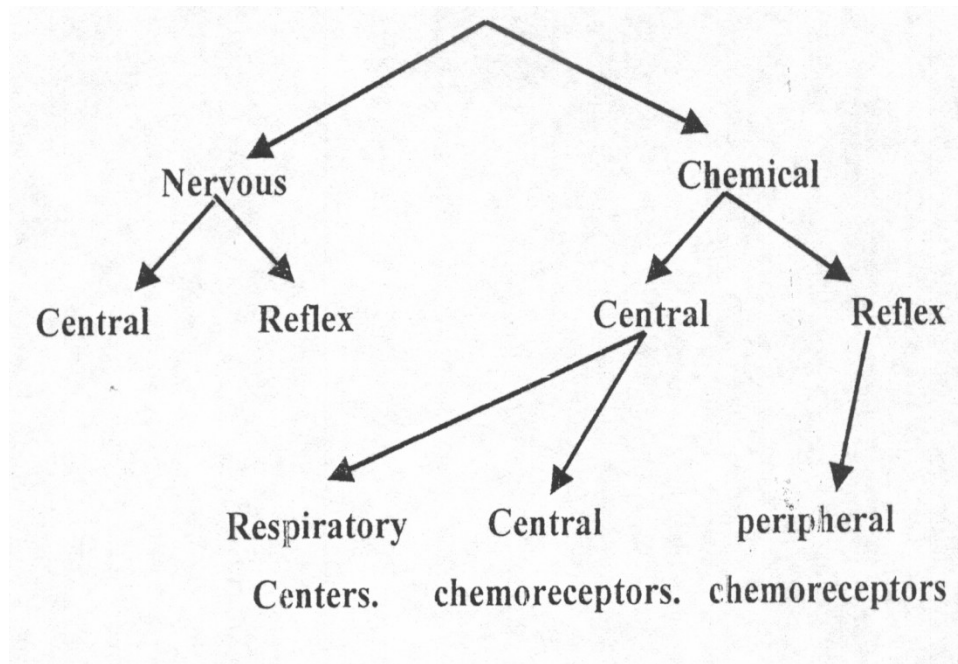 Nervous
Chemical
Central
Reflex
Central
Reflex
Respiratory
Centers.
Central
chemoreceptors.
peripheral
chemoreceptors